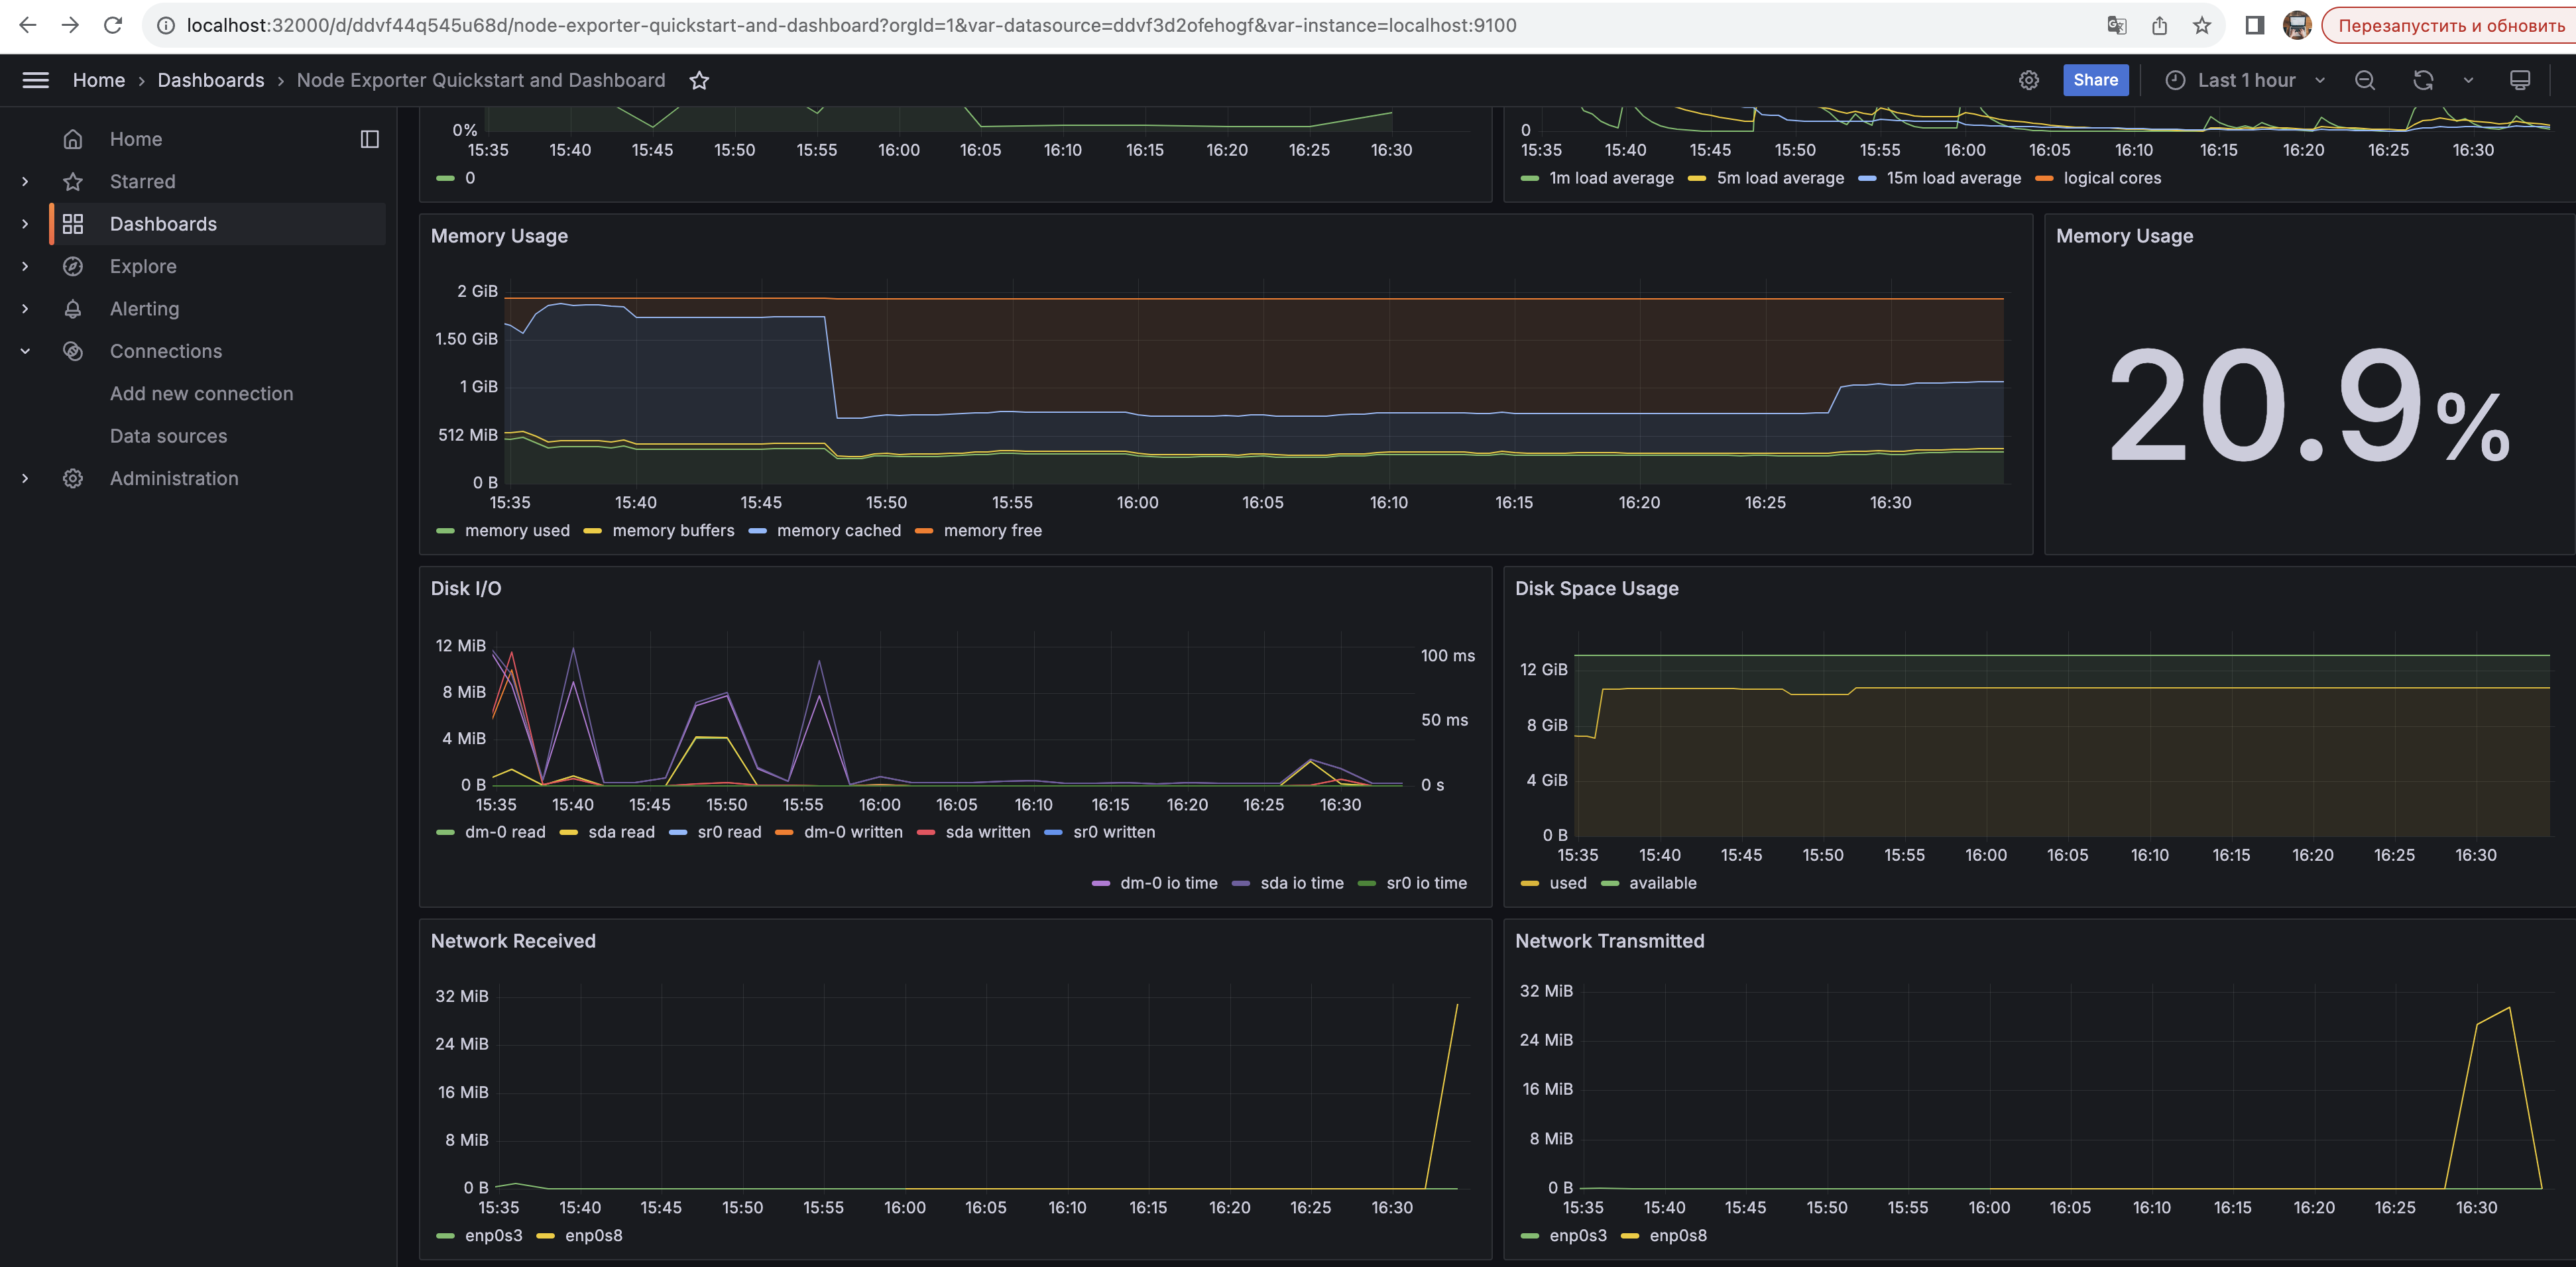 localhost:32000/d/ddvf44q545u68d/node-exporter-quickstart-and-dashboard?orgId=1&var-datasource=ddvf3d2ofehogf&var-instance=localhost:9100
Перезапустить и обновить
Home › Dashboards › Node Exporter Quickstart and Dashboard
Share
Last 1 hour
Home
Starred
Dashboards
Explore
Alerting
Connections
Add new connection
Data sources
Administration
0%
15:35 15:40 15:45 15:50 15:55 16:00 16:05 16:10 16:15 16:20 16:25 16:30
0
0
15:35 15:40 15:45 15:50 15:55 16:00 16:05 16:10 16:15 16:20 16:25 16:30
1m load average 5m load average 15m load average logical cores
Memory Usage
2 GiB
1.50 GiB
1 GiB
512 MiB
0 B
15:35 15:40 15:45 15:50 15:55 16:00 16:05 16:10 16:15 16:20 16:25 16:30
memory used memory buffers memory cached memory free
Memory Usage
20.9%
Disk I/O
12 MiB
8 MiB
4 MiB
0 B
100 ms
50 ms
0 s
15:35 15:40 15:45 15:50 15:55 16:00 16:05 16:10 16:15 16:20 16:25 16:30
dm-0 read sda read sr0 read dm-0 written sda written sr0 written
dm-0 io time sda io time sr0 io time
Disk Space Usage
12 GiB
8 GiB
4 GiB
0 B
15:35 15:40 15:45 15:50 15:55 16:00 16:05 16:10 16:15 16:20 16:25 16:30
used available
Network Received
32 MiB
24 MiB
16 MiB
8 MiB
0 B
15:35 15:40 15:45 15:50 15:55 16:00 16:05 16:10 16:15 16:20 16:25 16:30
enp0s3 enp0s8
Network Transmitted
32 MiB
24 MiB
16 MiB
8 MiB
0 B
15:35 15:40 15:45 15:50 15:55 16:00 16:05 16:10 16:15 16:20 16:25 16:30
enp0s3 enp0s8